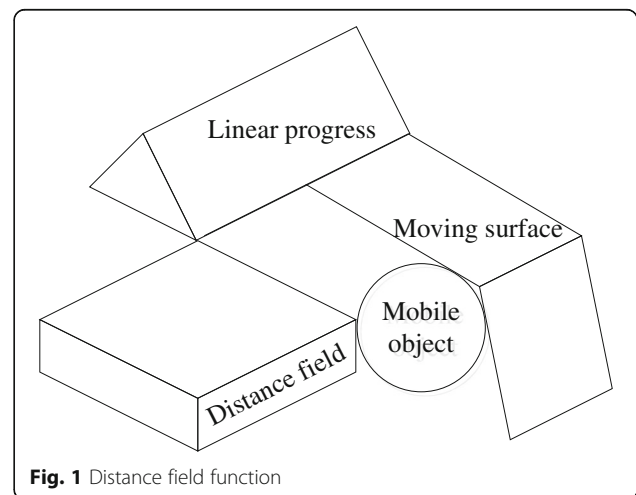 Linear progress
Moving surface
Mobile
object
Distance field
Fig. 1 Distance field function